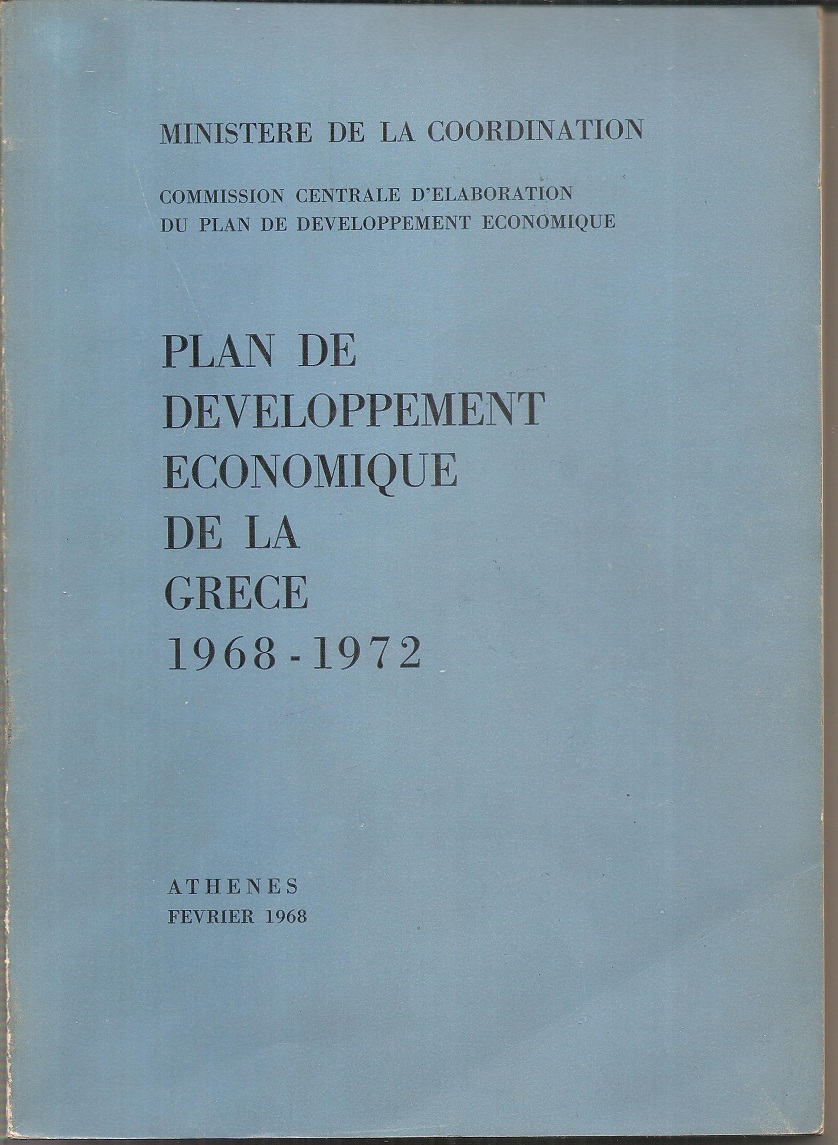 MINISTERE DE LA COORDINATION
COMMISSION CENTRALE D'ELABORATION
DU PLAN DE DEVELOPPEMENT ECONOMIQUE
PLAN DE
DEVELOPPEMENT
ECONOMIQUE
DE LA
GRECE
1968-1972
ATHENES
FEVRIER 1968